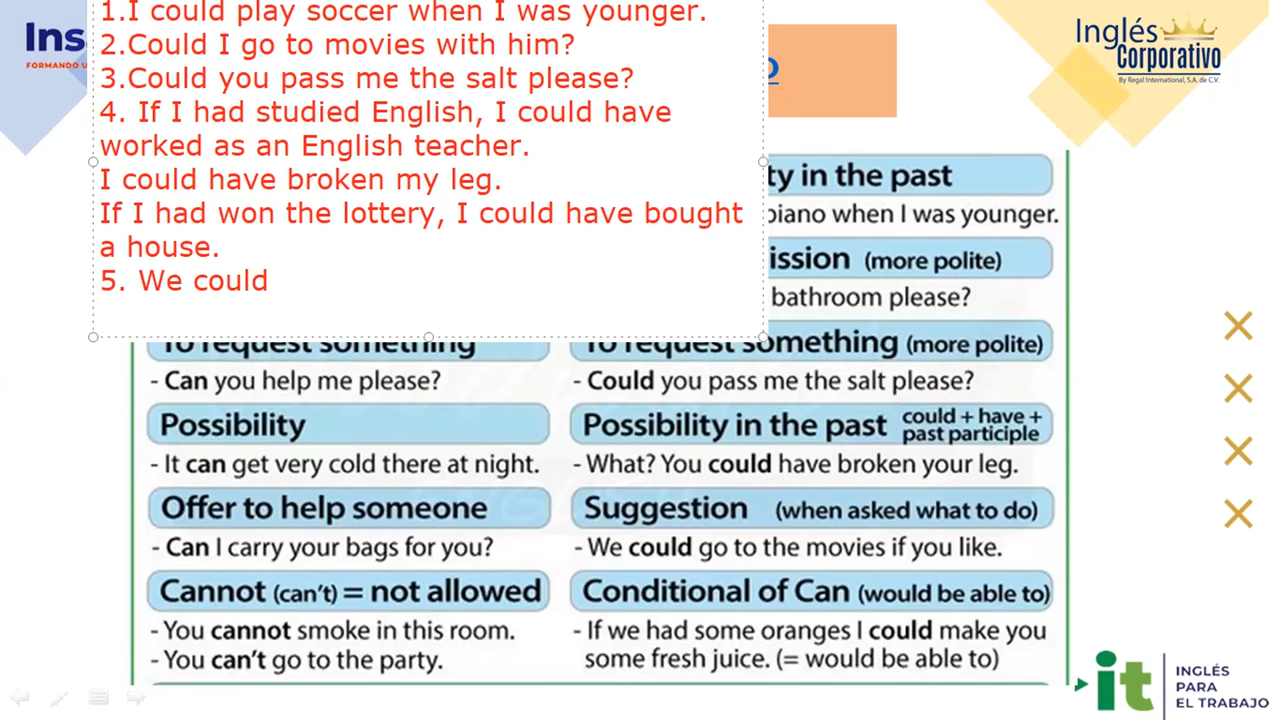 Ins
FORMANDO U
1.I could play soccer when I was younger.
2.Could I go to movies with him?
3.Could you pass me the salt please?
4. If I had studied English, I could have
worked as an English teacher.
I could have broken my leg.
If I had won the lottery, I could have bought
a house.
5. We could
Inglés
Corporativo
By Regal International, S.A. de C.V.
ty in the past
piano when I was younger.
ission (more polite)
bathroom please?
To request something
- Can you help me please?
Possibility
- It can get very cold there at night.
Offer to help someone
- Can I carry your bags for you?
Cannot (can't) = not allowed
- You cannot smoke in this room.
- You can't go to the party.
To request something (more polite)
- Could you pass me the salt please?
Possibility in the past could + have +
past participle
- What? You could have broken your leg.
Suggestion (when asked what to do)
- We could go to the movies if you like.
Conditional of Can (would be able to)
- If we had some oranges I could make you
some fresh juice. (= would be able to)
it
INGLÉS
PARA
EL TRABAJO